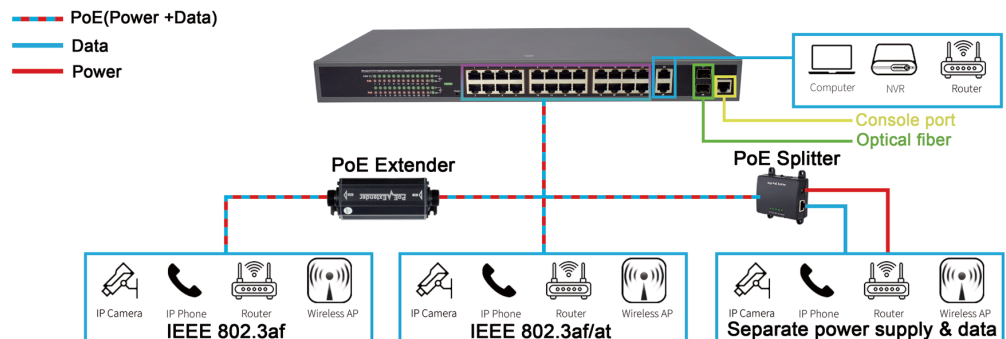 PoE(Power +Data)
Data
Power
Computer
NVR
Router
Console port
Optical fiber
PoE Extender
PoE Extender
PoE Splitter
IP Camera
IP Phone
Router
Wireless AP
IEEE 802.3af
IP Camera
IP Phone
Router
Wireless AP
IEEE 802.3af/at
IP Camera
IP Phone
Router
Wireless AP
Separate power supply & data